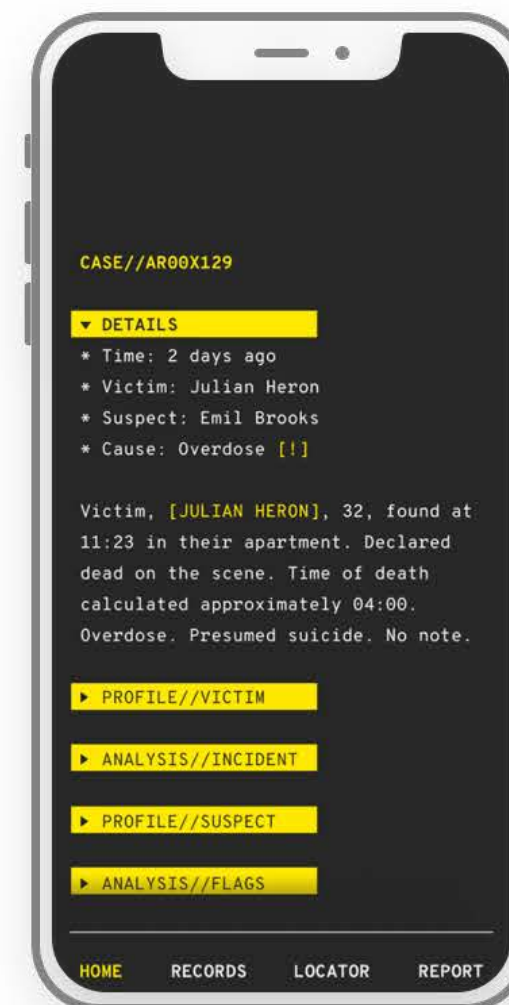 CASE//AR00X129
▼ DETAILS
* Time: 2 days ago
* Victim: Julian Heron
* Suspect: Emil Brooks
* Cause: Overdose [!]
Victim, [JULIAN HERON], 32, found at
11:23 in their apartment. Declared
dead on the scene. Time of death
calculated approximately 04:00.
Overdose. Presumed suicide. No note.
▶ PROFILE//VICTIM
▶ ANALYSIS//INCIDENT
▶ PROFILE//SUSPECT
▶ ANALYSIS//FLAGS
HOME RECORDS LOCATOR REPORT